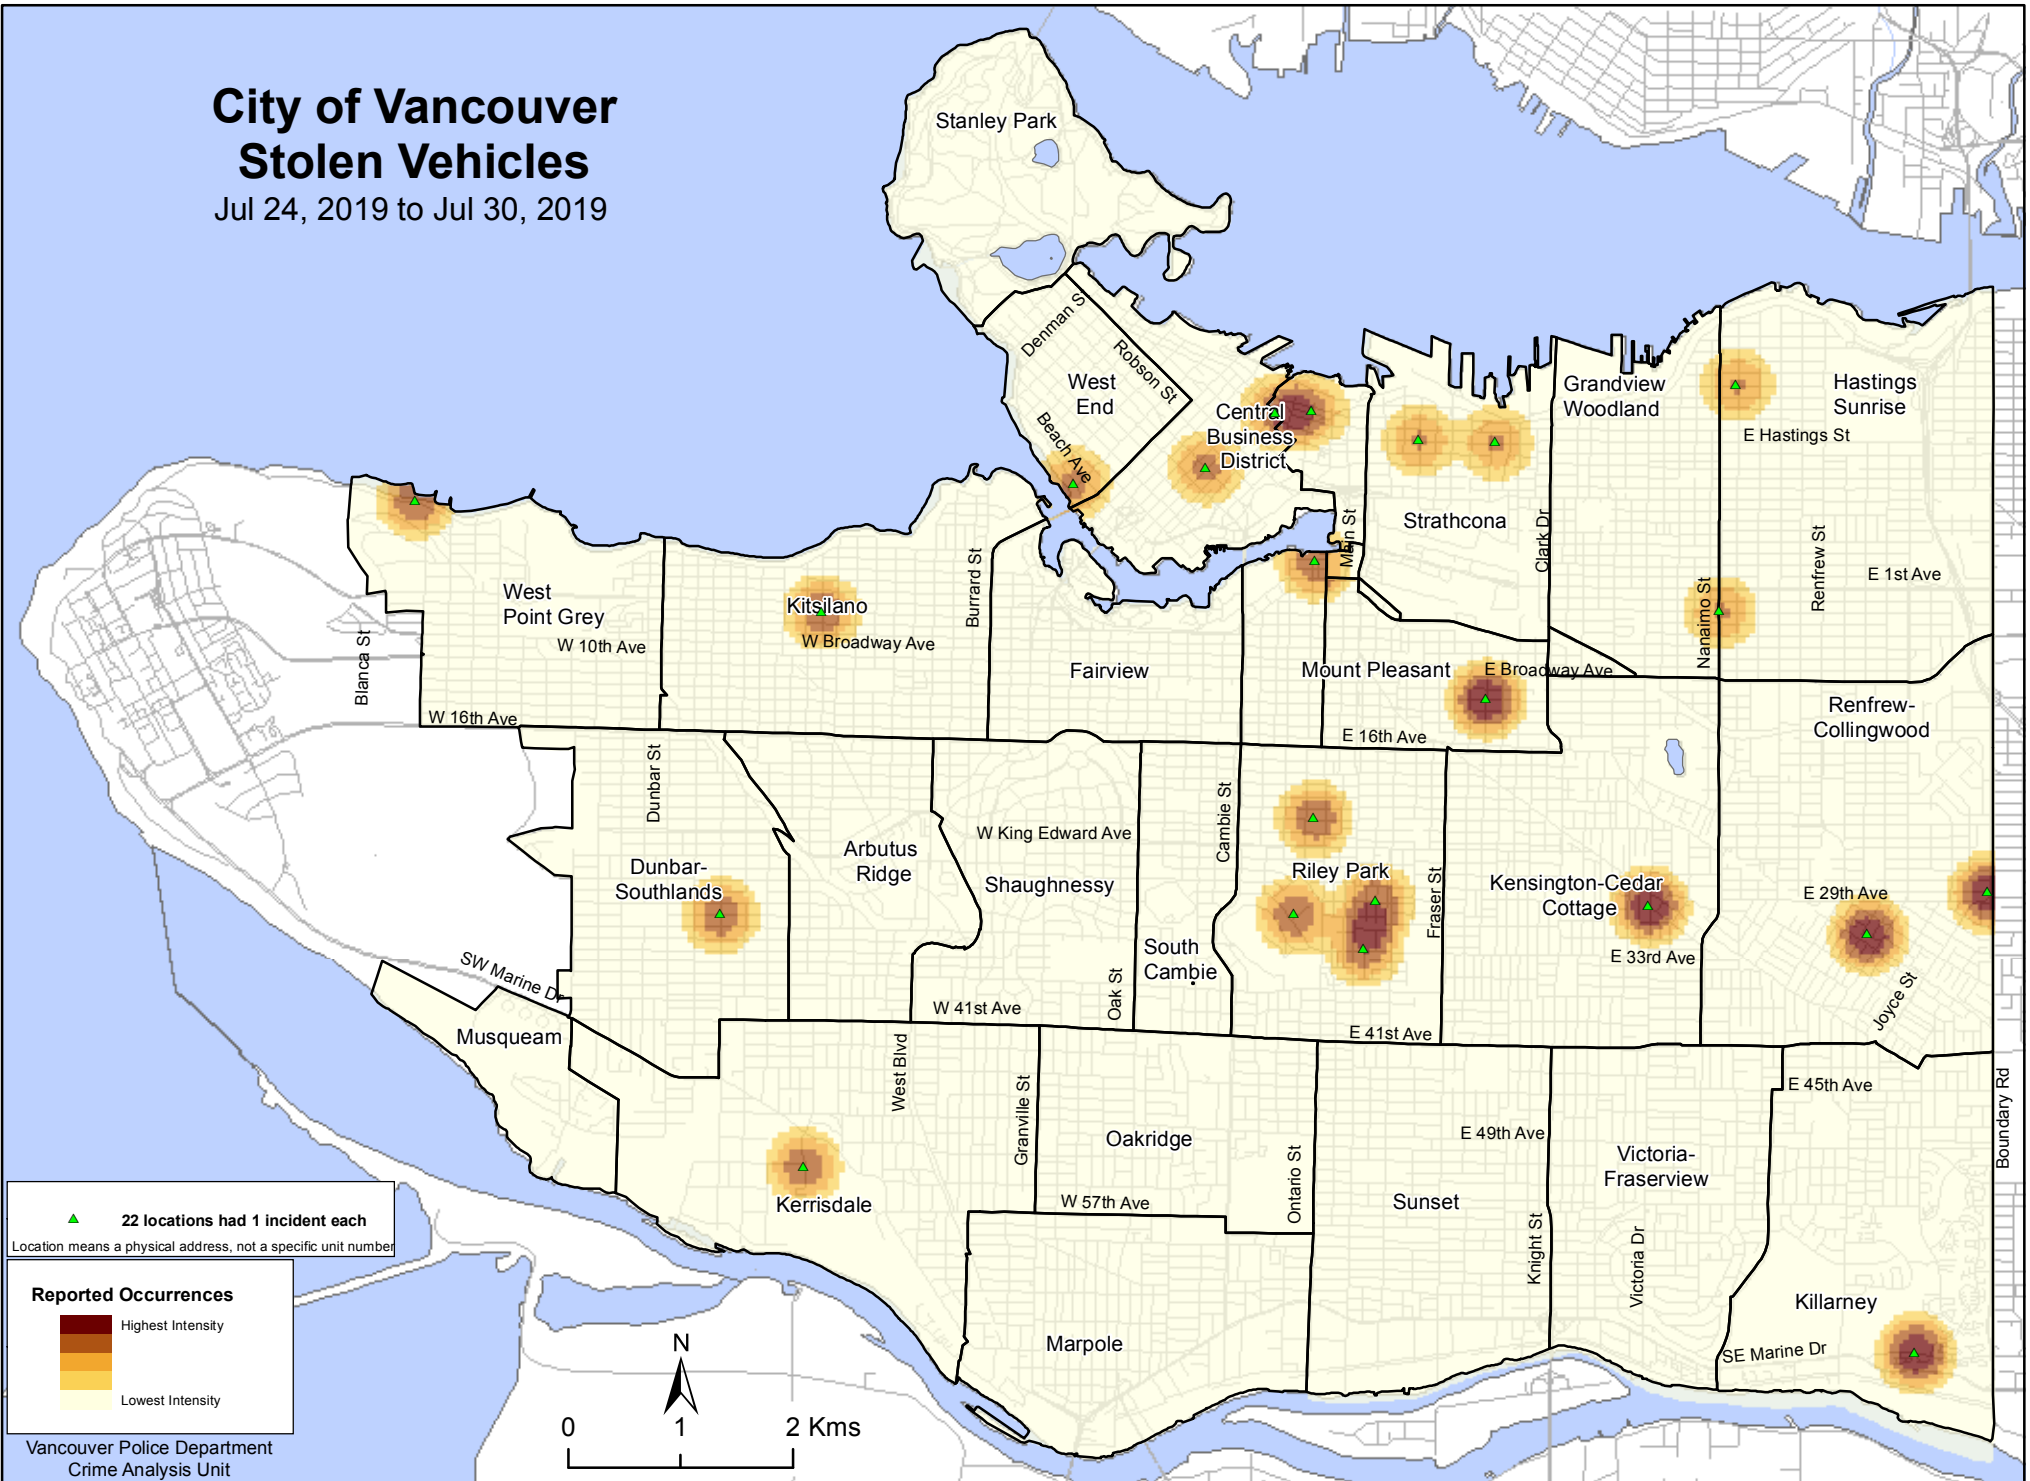 City of Vancouver
Stolen Vehicles
Jul 24, 2019 to Jul 30, 2019
Stanley Park
Denman S
Robson St
West
End
Beach Ave
Central
Business
District
Grandview
Woodland
Hastings
Sunrise
E Hastings St
Strathcona
Main St
Clark Dr
Nanaimo St
Renfrew St
E 1st Ave
West
Point Grey
W 10th Ave
Blanca St
W 16th Ave
Kitsilano
W Broadway Ave
Burrard St
Fairview
Mount Pleasant
E Broadway Ave
E 16th Ave
Renfrew-
Collingwood
Dunbar St
Dunbar-
Southlands
Arbutus
Ridge
W King Edward Ave
Shaughnessy
Cambie St
Riley Park
Fraser St
Kensington-Cedar
Cottage
E 29th Ave
E 33rd Ave
South
Cambie
Oak St
Joyce St
SW Marine Dr
W 41st Ave
E 41st Ave
Musqueam
West Blvd
Granville St
E 45th Ave
Boundary Rd
Oakridge
E 49th Ave
Victoria-
Fraserview
Ontario St
W 57th Ave
Kerrisdale
Sunset
Knight St
Victoria Dr
Killarney
SE Marine Dr
Marpole
22 locations had 1 incident each
Location means a physical address, not a specific unit number
Reported Occurrences
Highest Intensity
Lowest Intensity
Vancouver Police Department
Crime Analysis Unit
N
0 1 2 Kms